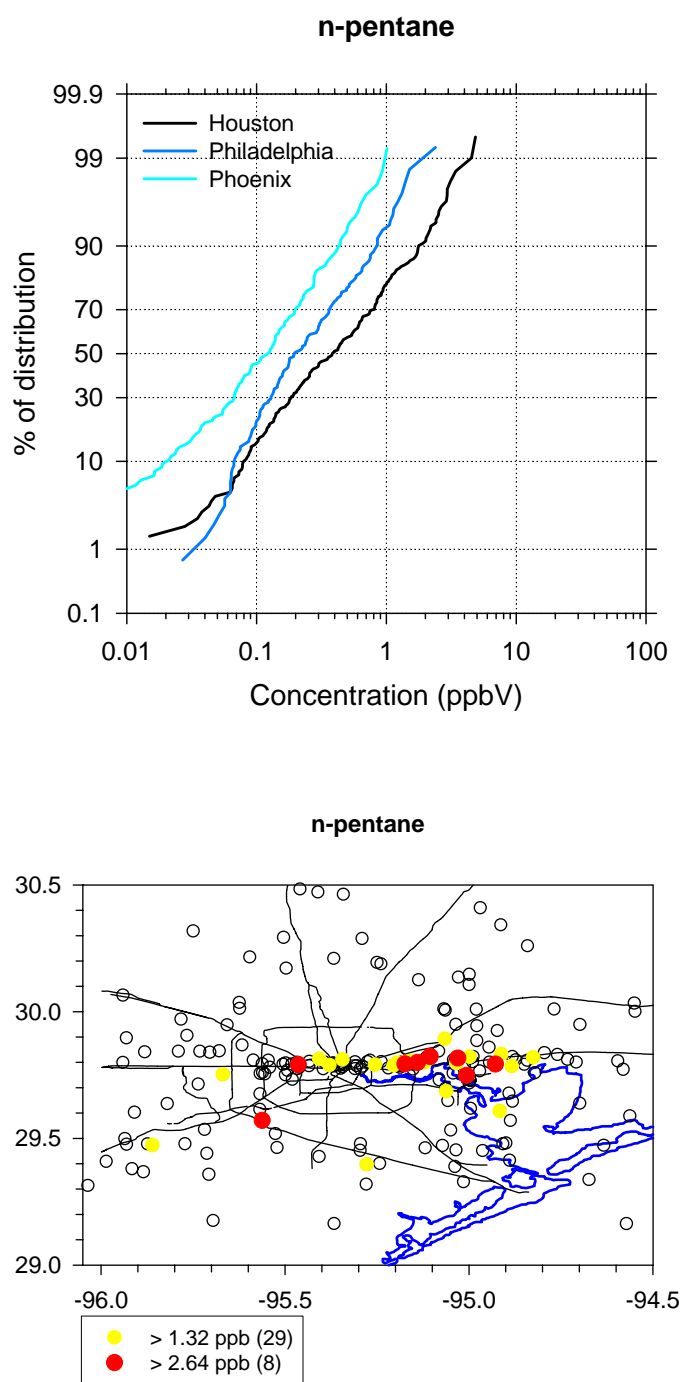 n-pentane
99.9
99
90
70
50
30
10
1
0.1
% of distribution
Houston
Philadelphia
Phoenix
0.01 0.1 1 10 100
Concentration (ppbV)
n-pentane
30.5
30.0
29.5
29.0
-96.0 -95.5 -95.0 -94.5
> 1.32 ppb (29)
> 2.64 ppb (8)